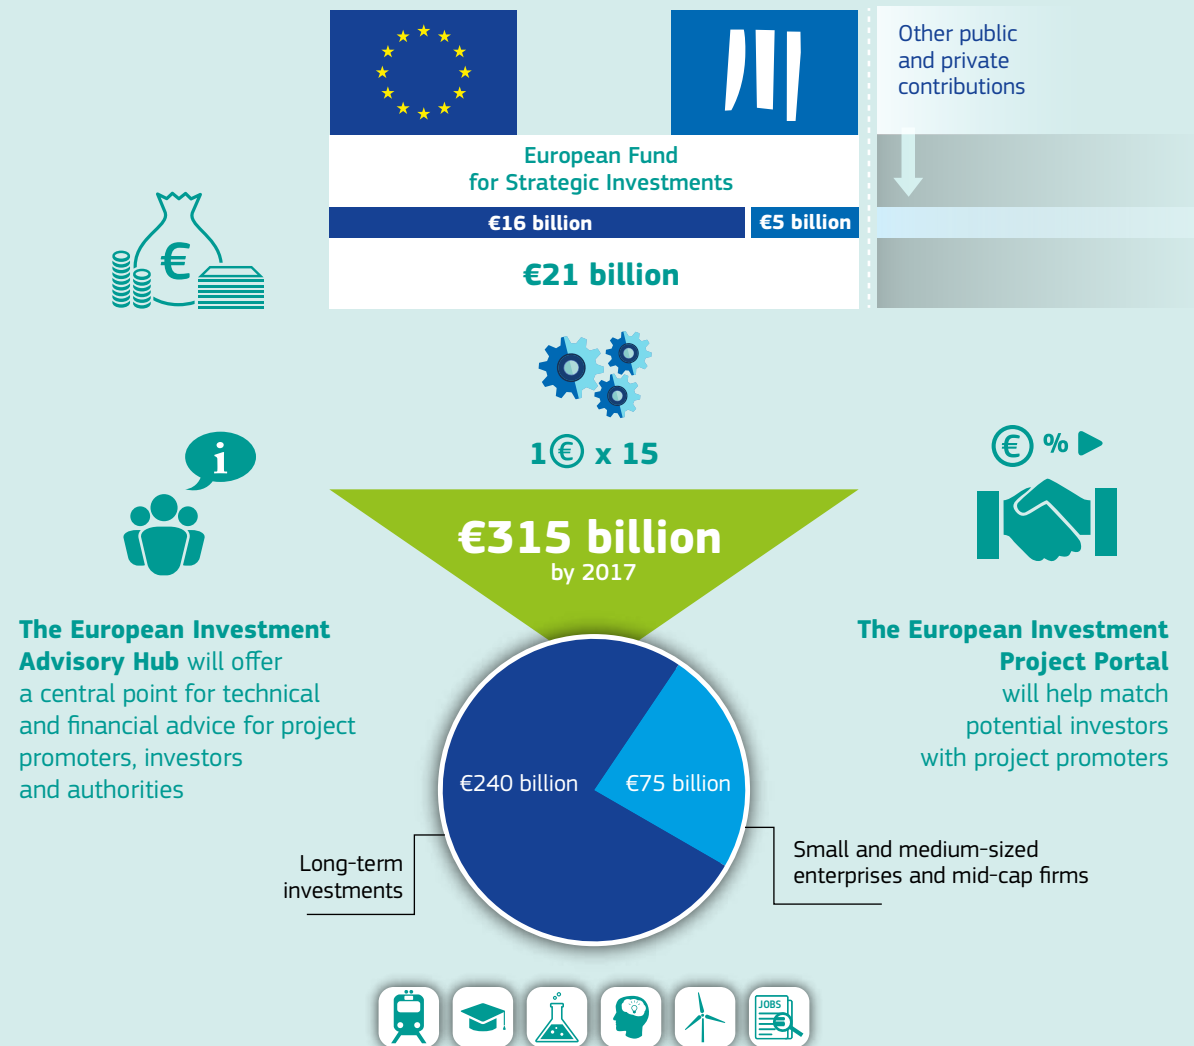 Other public
and private
contributions
European Fund
for Strategic Investments
€16 billion
€5 billion
€21 billion
€
1 € x 15
i
€ %
€315 billion
by 2017
The European Investment
Advisory Hub will offer
a central point for technical
and financial advice for project
promoters, investors
and authorities
The European Investment
Project Portal
will help match
potential investors
with project promoters
€240 billion
€75 billion
Long-term
investments
Small and medium-sized
enterprises and mid-cap firms
JOBS
€